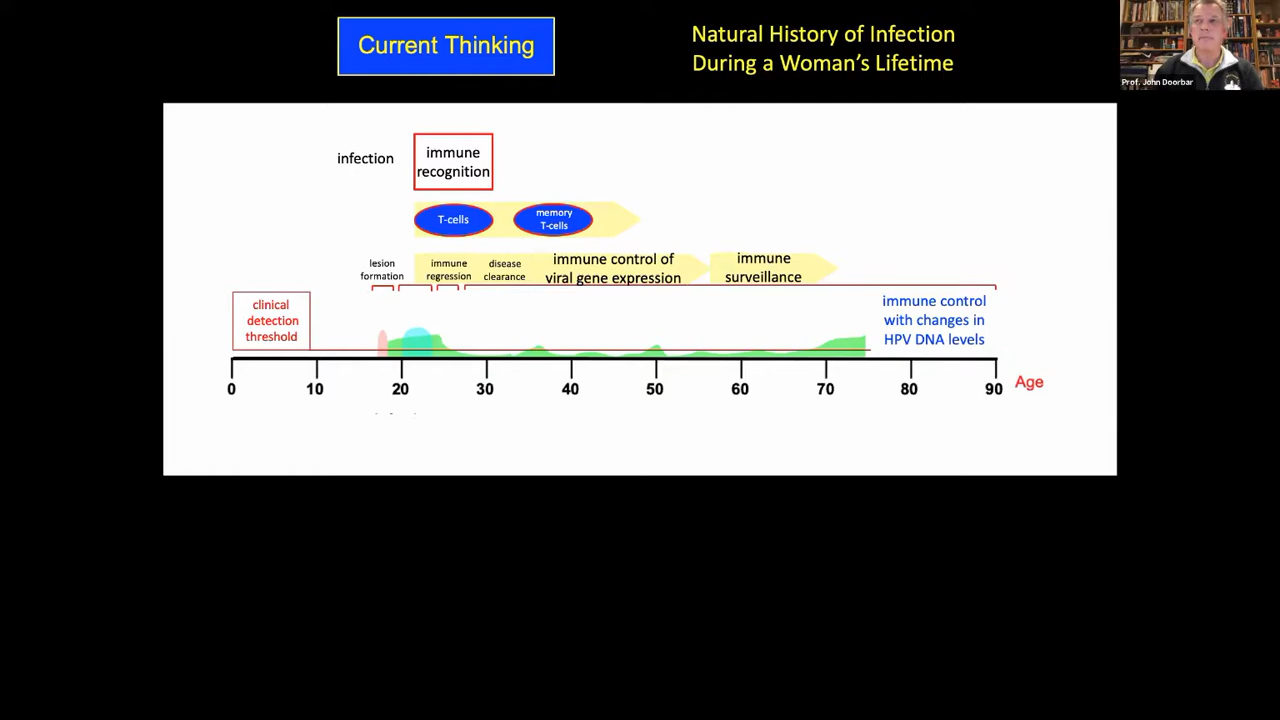 Current Thinking
Natural History of Infection
During a Woman's Lifetime
Prof. John Doorbar
infection
immune
recognition
T-cells
memory
T-cells
lesion
formation
immune
regression
disease
clearance
immune control of
viral gene expression
immune
surveillance
clinical
detection
threshold
immune control
with changes in
HPV DNA levels
0 10 20 30 40 50 60 70 80 90
Age